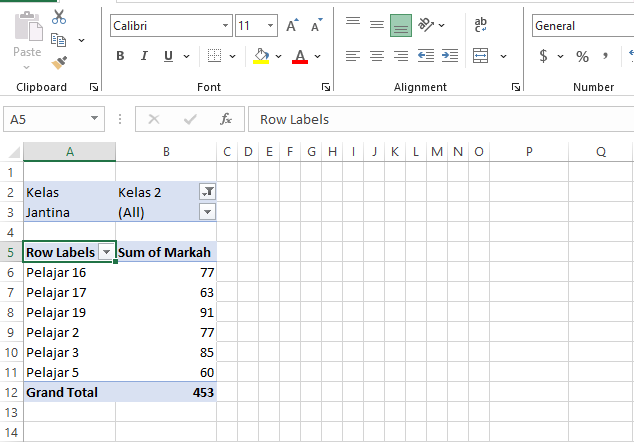 Calibri 11 A A ab General
Paste B I U A $ % ,
Clipboard Font Alignment Number
A5 fx Row Labels
A B C D E F G H I J K L M N O P Q
1
2 Kelas Kelas 2
3 Jantina (All)
4
5 Row Labels Sum of Markah
6 Pelajar 16 77
7 Pelajar 17 63
8 Pelajar 19 91
9 Pelajar 2 77
10 Pelajar 3 85
11 Pelajar 5 60
12 Grand Total 453
13
14